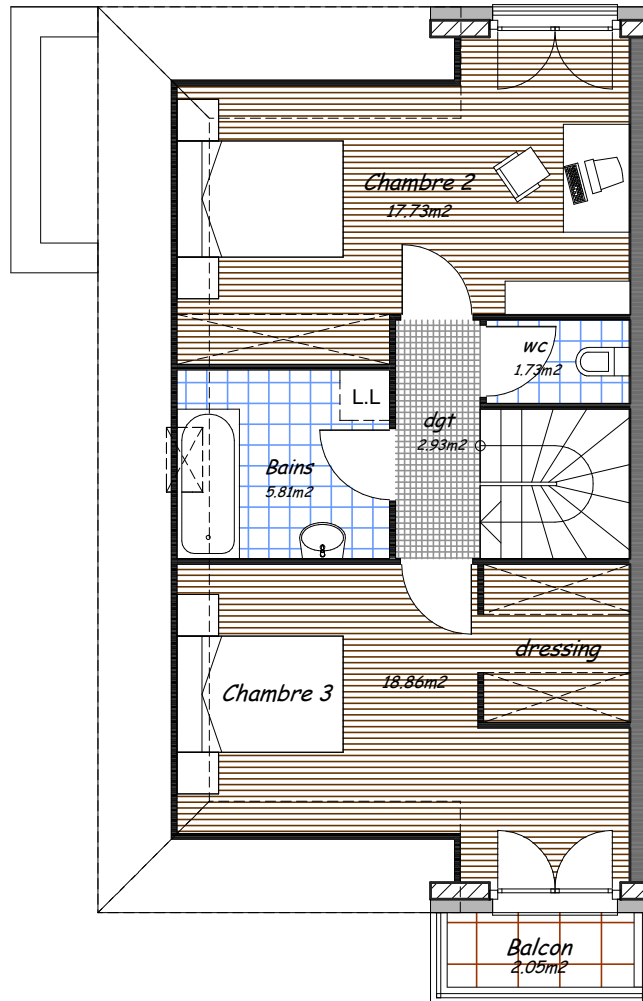 Chambre 2
17.73m2
wc
1.73m2
L.L
dgt
2.93m2
Bains
5.81m2
dressing
18.86m2
Chambre 3
Balcon
2.05m2